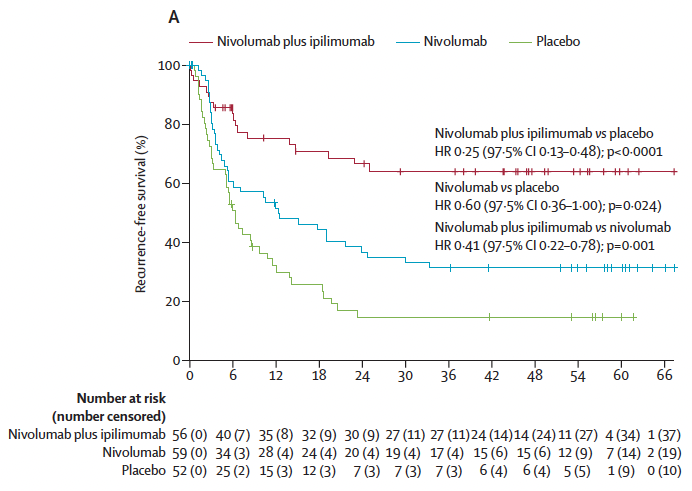 A
Nivolumab plus ipilimumab Nivolumab Placebo
Recurrence-free survival (%)
100
80
60
40
20
0
Nivolumab plus ipilimumab vs placebo
HR 0·25 (97·5% CI 0·13–0·48); p<0·0001
Nivolumab vs placebo
HR 0·60 (97·5% CI 0·36–1·00; p=0·024)
Nivolumab plus ipilimumab vs nivolumab
HR 0·41 (97·5% CI 0·22–0·78); p=0·001
0 6 12 18 24 30 36 42 48 54 60 66
Number at risk
(number censored)
Nivolumab plus ipilimumab 56 (0) 40 (7) 35 (8) 32 (9) 30 (9) 27 (11) 27 (11) 24 (14) 14 (24) 11 (27) 4 (34) 1 (37)
Nivolumab 59 (0) 34 (3) 28 (4) 24 (4) 20 (4) 19 (4) 17 (4) 15 (6) 15 (6) 12 (9) 7 (14) 2 (19)
Placebo 52 (0) 25 (2) 15 (3) 12 (3) 7 (3) 7 (3) 7 (3) 6 (4) 6 (4) 5 (5) 1 (9) 0 (10)